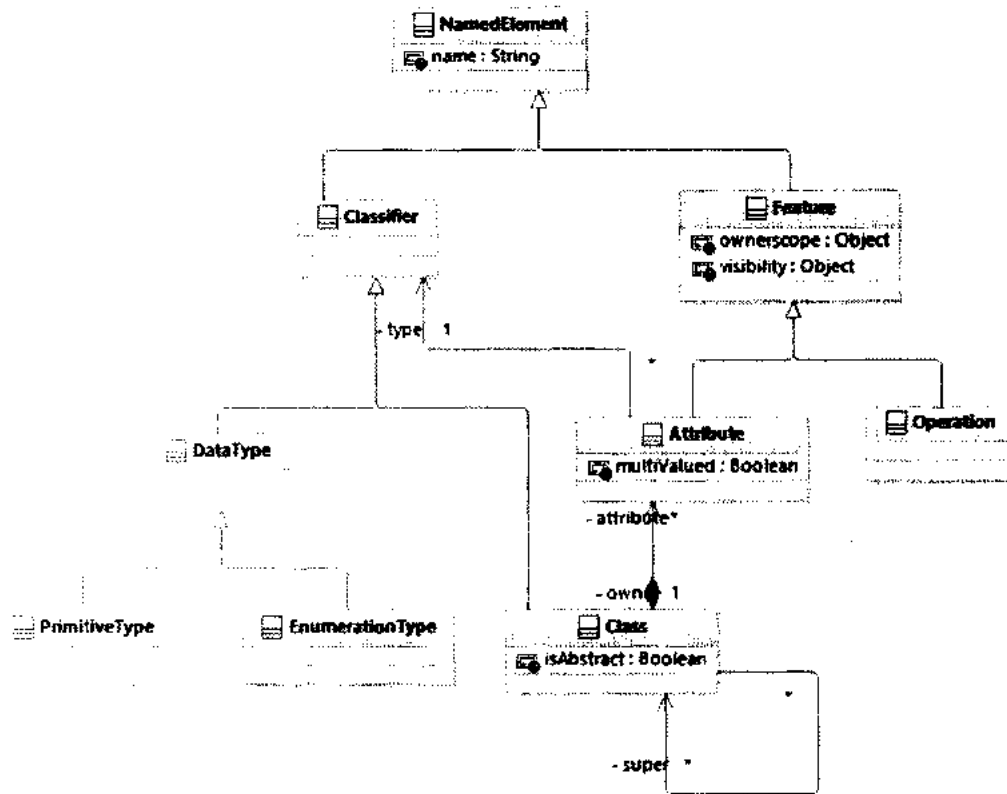 NamedElement
name : String
Classifier
Feature
ownerscope : Object
visibility : Object
- type 1
*
DataType
Attribute
Operation
multiValued : Boolean
- attribute*
- own 1
PrimitiveType
EnumerationType
Class
isAbstract : Boolean
*
- super *